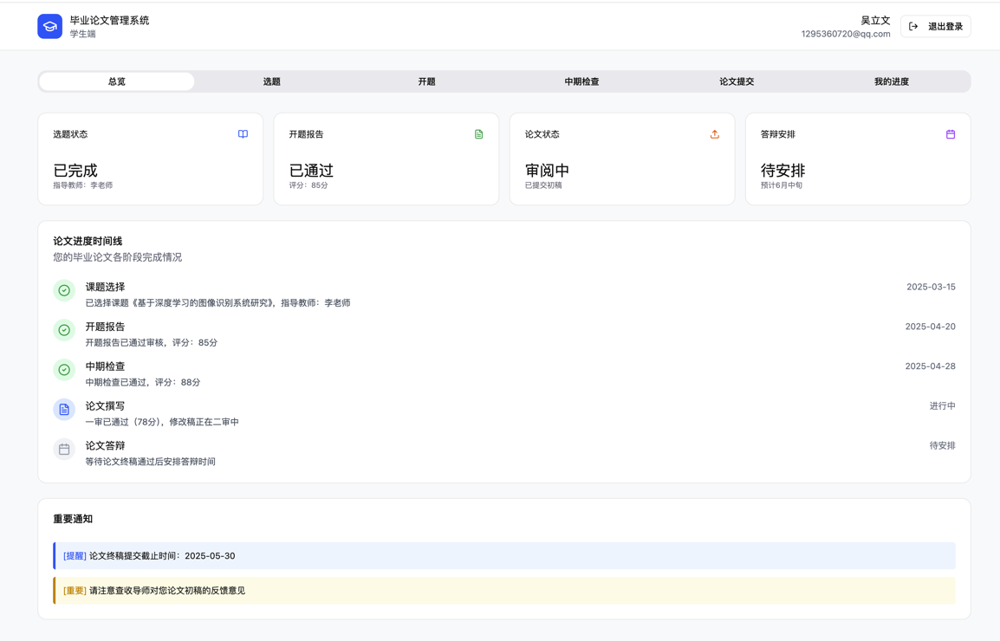 毕业论文管理系统
学生端
吴立文
1295360720@qq.com
退出登录
总览
选题
开题
中期检查
论文提交
我的进度
选题状态
已完成
指导教师：李老师
开题报告
已通过
评分：85分
论文状态
审阅中
已提交初稿
答辩安排
待安排
预计6月中旬
论文进度时间线
您的毕业论文各阶段完成情况
课题选择
2025-03-15
已选择课题《基于深度学习的图像识别系统研究》，指导教师：李老师
开题报告
2025-04-20
开题报告已通过审核，评分：85分
中期检查
2025-04-28
中期检查已通过，评分：88分
论文撰写
进行中
一审已通过（78分），修改稿正在二审中
论文答辩
待安排
等待论文终稿通过后安排答辩时间
重要通知
[提醒] 论文终稿提交截止时间：2025-05-30
[重要] 请注意查收导师对您论文初稿的反馈意见